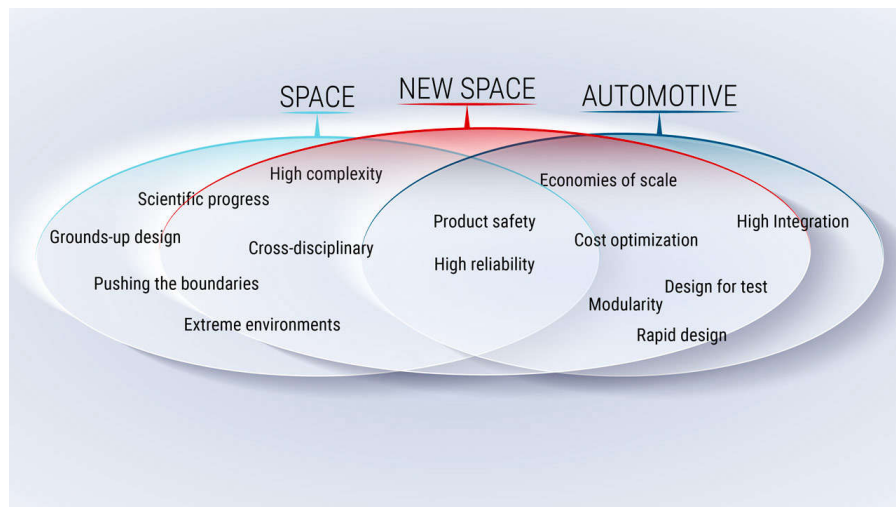 SPACE
NEW SPACE
AUTOMOTIVE
High complexity
Economies of scale
Scientific progress
Product safety
High Integration
Grounds-up design
Cross-disciplinary
Cost optimization
High reliability
Pushing the boundaries
Design for test
Modularity
Extreme environments
Rapid design